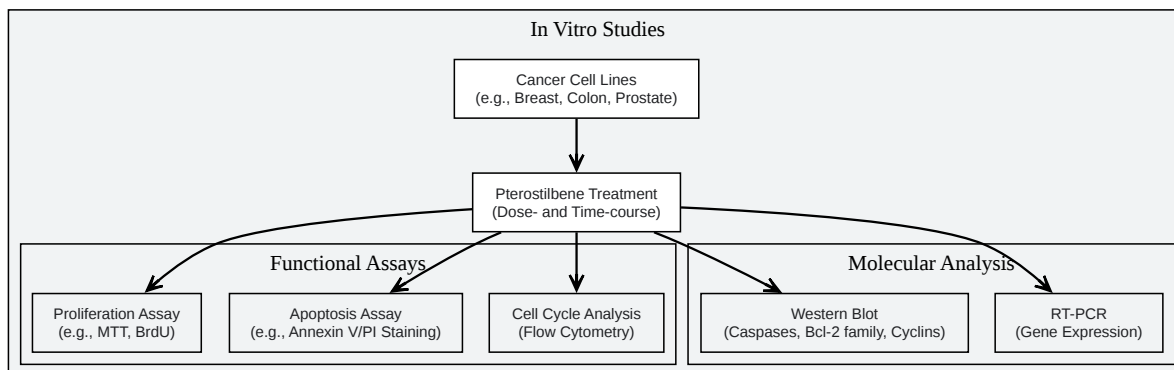 In Vitro Studies
Cancer Cell Lines
(e.g., Breast, Colon, Prostate)
Pterostilbene Treatment
(Dose- and Time-course)
Functional Assays
Molecular Analysis
Proliferation Assay
(e.g., MTT, BrdU)
Apoptosis Assay
(e.g., Annexin V/PI Staining)
Cell Cycle Analysis
(Flow Cytometry)
Western Blot
(Caspases, Bcl-2 family, Cyclins)
RT-PCR
(Gene Expression)